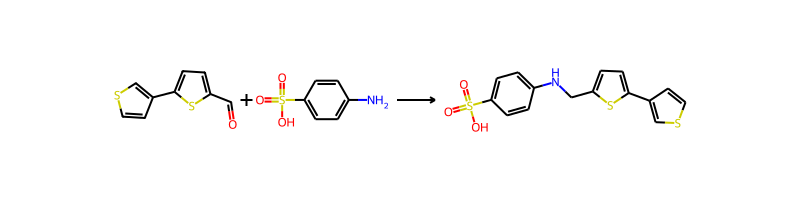 S S O + O S O OH NH2 → O S O OH H N S S